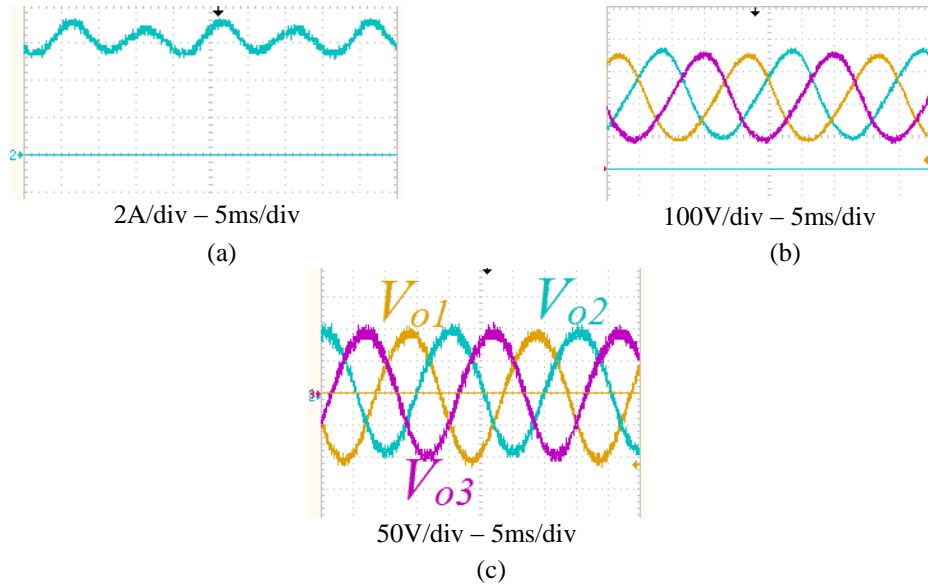 2
2A/div – 5ms/div
(a)
100V/div – 5ms/div
(b)
Vo1
Vo2
Vo3
50V/div – 5ms/div
(c)